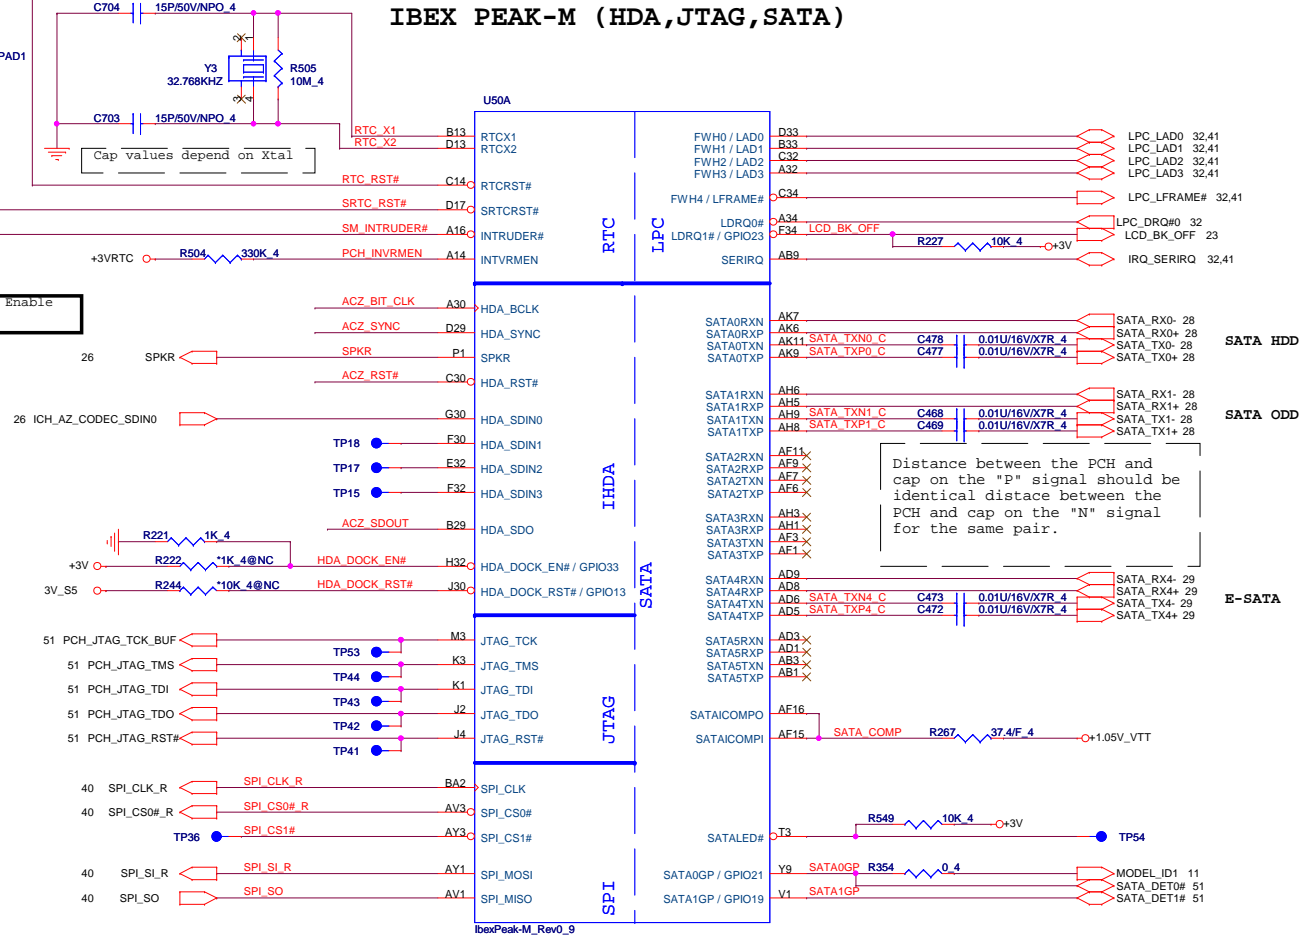 IBEX PEAK-M (HDA,JTAG,SATA)
C704 15P/50V/NPO_4
PAD1
2 1
Y3
32.768KHZ
R505
10M_4
3 4
C703 15P/50V/NPO_4
Cap values depend on Xtal
U50A
RTC_X1 B13 RTCX1
RTC_X2 D13 RTCX2
RTC_RST# C14 RTCRST#
SRTC_RST# D17 SRTCRST#
SM_INTRUDER# A16 INTRUDER#
+3VRTC R504 330K_4 PCH_INVRMEN A14 INTVRMEN
RTC
LPC
FWH0 / LAD0 D33 LPC_LAD0 32,41
FWH1 / LAD1 B33 LPC_LAD1 32,41
FWH2 / LAD2 C32 LPC_LAD2 32,41
FWH3 / LAD3 A32 LPC_LAD3 32,41
FWH4 / LFRAME# C34 LPC_LFRAME# 32,41
LDRQ0# A34 LPC_DRQ#0 32
LDRQ1# / GPIO23 F34 LCD_BK_OFF LCD_BK_OFF 23
R227 10K_4 +3V
SERIRQ AB9 IRQ_SERIRQ 32,41
Enable
ACZ_BIT_CLK A30 HDA_BCLK
ACZ_SYNC D29 HDA_SYNC
26 SPKR SPKR P1 SPKR
ACZ_RST# C30 HDA_RST#
26 ICH_AZ_CODEC_SDIN0 G30 HDA_SDIN0
TP18 F30 HDA_SDIN1
TP17 E32 HDA_SDIN2
TP15 F32 HDA_SDIN3
ACZ_SDOUT B29 HDA_SDO
R221 1K_4
+3V R222 *1K_4@NC HDA_DOCK_EN# H32 HDA_DOCK_EN# / GPIO33
3V_S5 R244 *10K_4@NC HDA_DOCK_RST# J30 HDA_DOCK_RST# / GPIO13
IHDA
SATA
SATA0RXN AK7 SATA_RX0- 28
SATA0RXP AK6 SATA_RX0+ 28
SATA0TXN AK11 SATA_TXN0_C C478 0.01U/16V/X7R_4 SATA_TX0- 28
SATA0TXP AK9 SATA_TXP0_C C477 0.01U/16V/X7R_4 SATA_TX0+ 28
SATA HDD
SATA1RXN AH6 SATA_RX1- 28
SATA1RXP AH5 SATA_RX1+ 28
SATA1TXN AH9 SATA_TXN1_C C468 0.01U/16V/X7R_4 SATA_TX1- 28
SATA1TXP AH8 SATA_TXP1_C C469 0.01U/16V/X7R_4 SATA_TX1+ 28
SATA ODD
SATA2RXN AF11
SATA2RXP AF9
SATA2TXN AF7
SATA2TXP AF6
Distance between the PCH and
cap on the "P" signal should be
identical distace between the
PCH and cap on the "N" signal
for the same pair.
SATA3RXN AH3
SATA3RXP AH1
SATA3TXN AF3
SATA3TXP AF1
SATA4RXN AD9 SATA_RX4- 29
SATA4RXP AD8 SATA_RX4+ 29
SATA4TXN AD6 SATA_TXN4_C C473 0.01U/16V/X7R_4 SATA_TX4- 29
SATA4TXP AD5 SATA_TXP4_C C472 0.01U/16V/X7R_4 SATA_TX4+ 29
E-SATA
SATA5RXN AD3
SATA5RXP AD1
SATA5TXN AB3
SATA5TXP AB1
51 PCH_JTAG_TCK_BUF M3 JTAG_TCK
TP53
51 PCH_JTAG_TMS K3 JTAG_TMS
TP44
51 PCH_JTAG_TDI K1 JTAG_TDI
TP43
51 PCH_JTAG_TDO J2 JTAG_TDO
TP42
51 PCH_JTAG_RST# J4 JTAG_RST#
TP41
JTAG
SATAICOMPO AF16
SATAICOMPI AF15 SATA_COMP R267 37.4/F_4 +1.05V_VTT
40 SPI_CLK_R SPI_CLK_R BA2 SPI_CLK
40 SPI_CS0#_R SPI_CS0#_R AV3 SPI_CS0#
TP36 SPI_CS1# AY3 SPI_CS1#
40 SPI_SI_R SPI_SI_R AY1 SPI_MOSI
40 SPI_SO SPI_SO AV1 SPI_MISO
SPI
R549 10K_4 +3V
SATALED# T3 TP54
SATA0GP / GPIO21 Y9 SATA0GP R354 0_4 MODEL_ID1 11
SATA_DET0# 51
SATA1GP / GPIO19 V1 SATA1GP SATA_DET1# 51
IbexPeak-M_Rev0_9